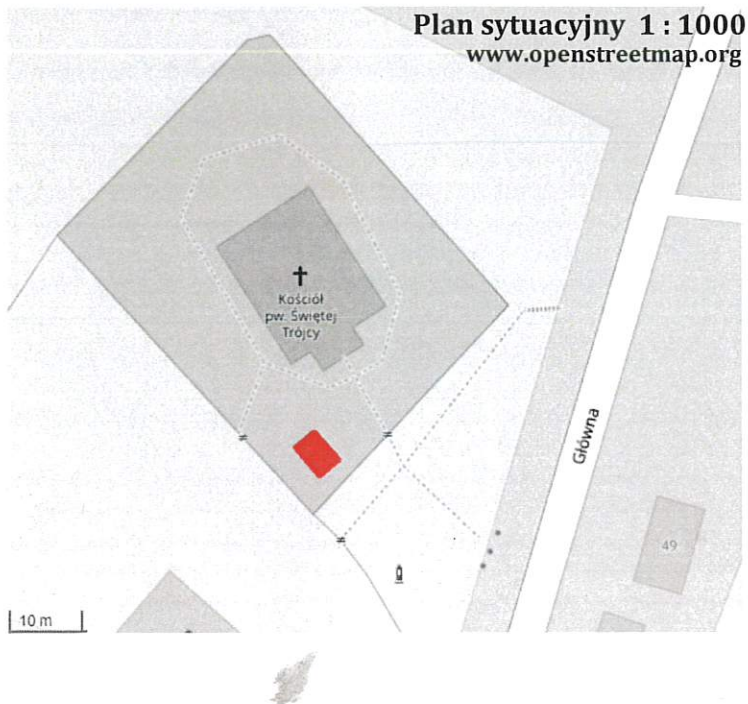 Plan sytuacyjny 1 : 1000
www.openstreetmap.org
Kościół
pw. Świętej
Trójcy
Główna
49
10 m